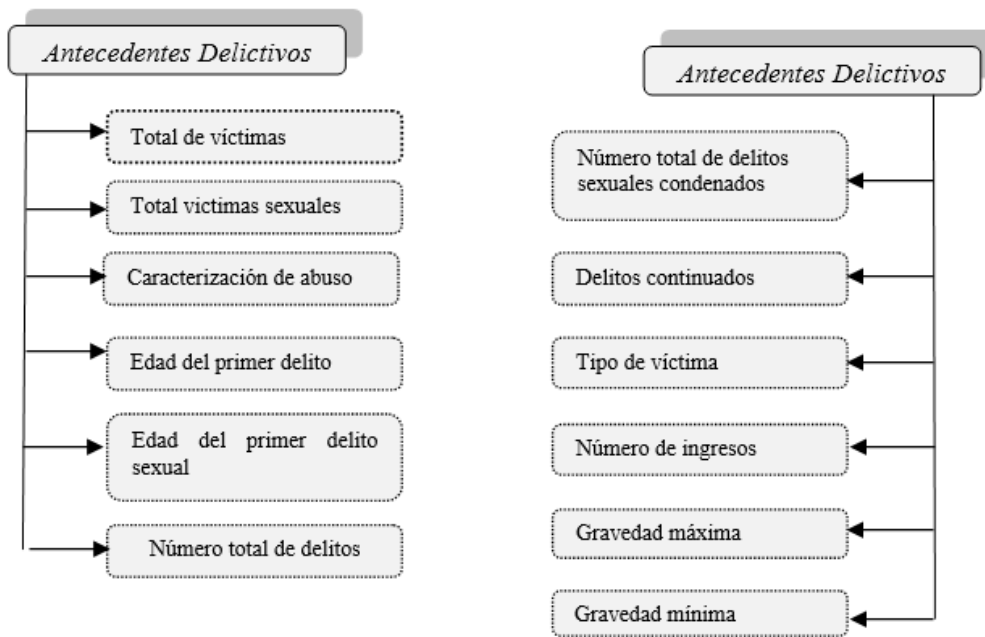 Antecedentes Delictivos
Total de víctimas
Total victimas sexuales
Caracterización de abuso
Edad del primer delito
Edad del primer delito
sexual
Número total de delitos
Antecedentes Delictivos
Número total de delitos
sexuales condenados
Delitos continuados
Tipo de víctima
Número de ingresos
Gravedad máxima
Gravedad mínima